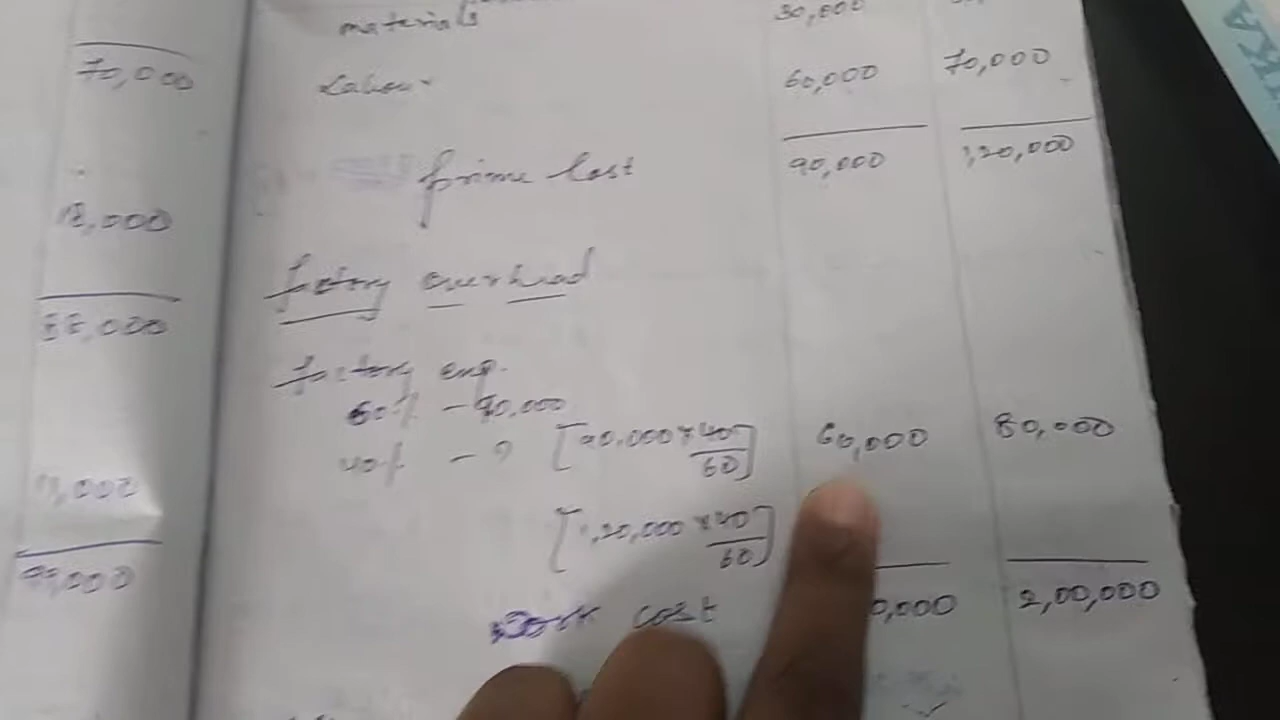 70,000
materials 30,000
Labour 60,000 70,000
Prime Cost 90,000 1,20,000
factory overhead
factory exp.
60% - 90,000
40% - ? [90,000 x 40/60] 60,000 80,000
[1,20,000 x 40/60]
cost 0,000 2,00,000